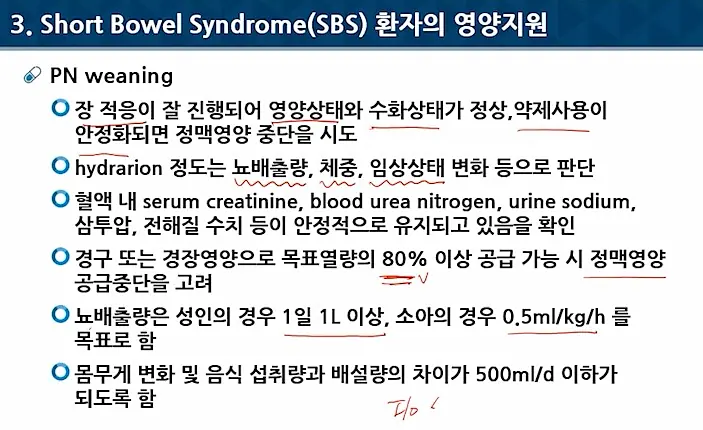 3. Short Bowel Syndrome(SBS) 환자의 영양지원
PN weaning
장 적응이 잘 진행되어 영양상태와 수화상태가 정상,약제사용이
안정화되면 정맥영양 중단을 시도
hydrarion 정도는 뇨배출량, 체중, 임상상태 변화 등으로 판단
혈액 내 serum creatinine, blood urea nitrogen, urine sodium,
삼투압, 전해질 수치 등이 안정적으로 유지되고 있음을 확인
경구 또는 경장영양으로 목표열량의 80% 이상 공급 가능 시 정맥영양
공급중단을 고려
뇨배출량은 성인의 경우 1일 1L 이상, 소아의 경우 0.5ml/kg/h 를
목표로 함
몸무게 변화 및 음식 섭취량과 배설량의 차이가 500ml/d 이하가
되도록 함
I/O